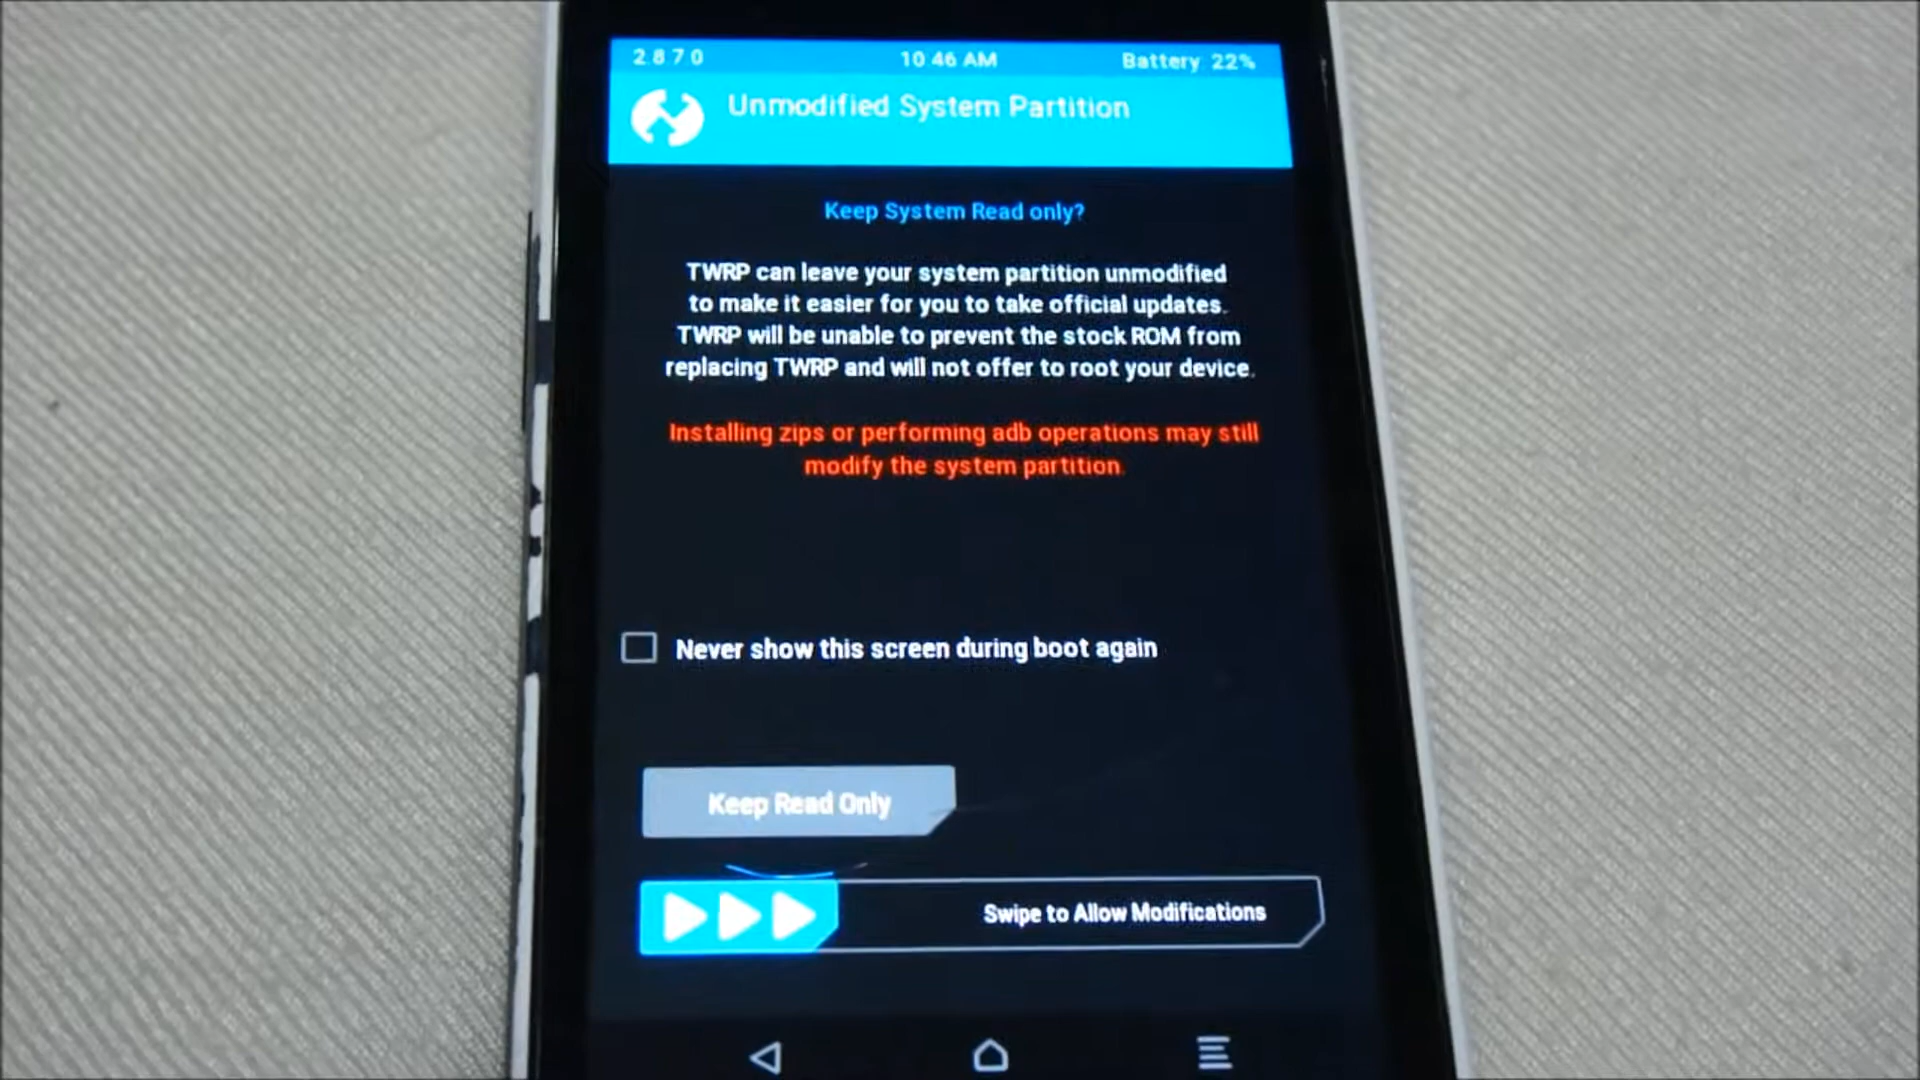 2.8.7.0 10:46 AM Battery: 22%
Unmodified System Partition
Keep System Read only?
TWRP can leave your system partition unmodified
to make it easier for you to take official updates.
TWRP will be unable to prevent the stock ROM from
replacing TWRP and will not offer to root your device.
Installing zips or performing adb operations may still
modify the system partition.
Never show this screen during boot again
Keep Read Only
Swipe to Allow Modifications